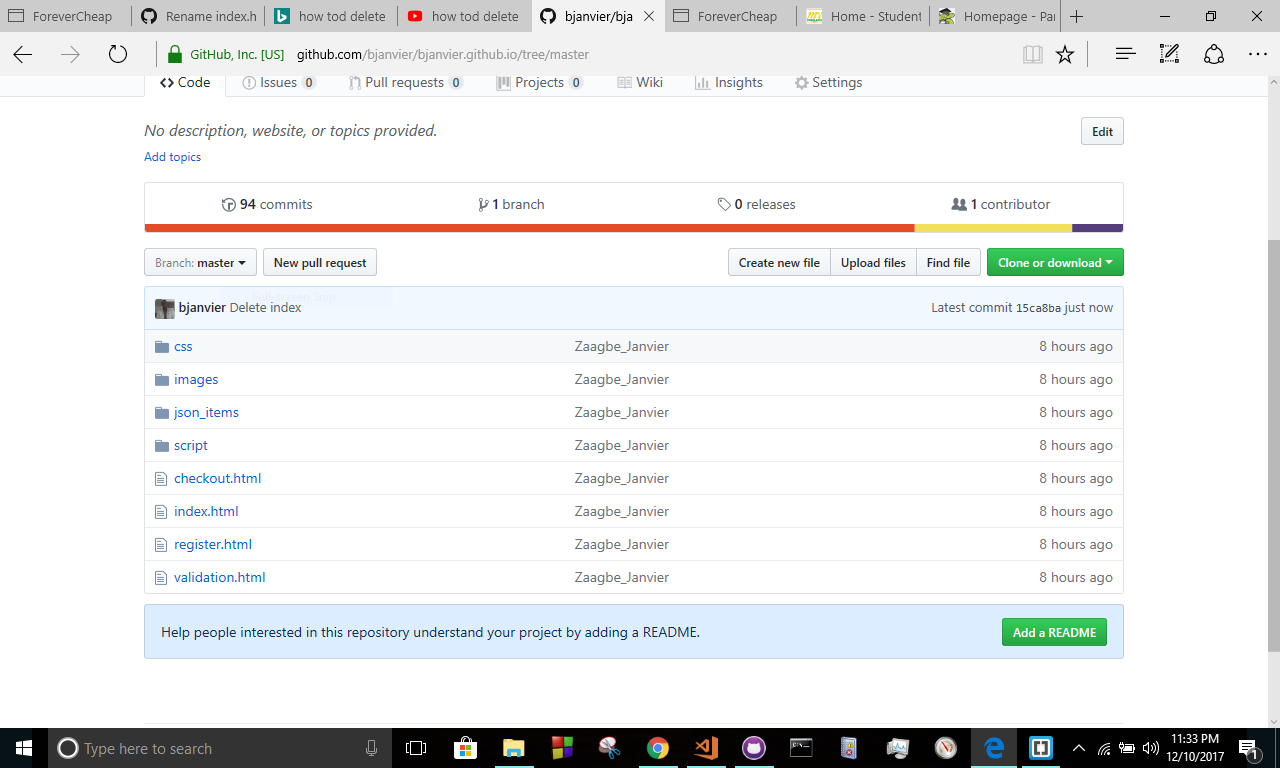 ForeverCheap
Rename index
how tod delete
how tod delete
bjanvier/bja
ForeverCheap
Home - Student
Homepage - Par
GitHub, Inc. [US] github.com/bjanvier/bjanvier.github.io/tree/master
Code Issues 0 Pull requests 0 Projects 0 Wiki Insights Settings
No description, website, or topics provided.
Edit
Add topics
94 commits 1 branch 0 releases 1 contributor
Branch: master New pull request Create new file Upload files Find file Clone or download
bjanvier Delete index Latest commit 15ca8ba just now
css Zaagbe_Janvier 8 hours ago
images Zaagbe_Janvier 8 hours ago
json_items Zaagbe_Janvier 8 hours ago
script Zaagbe_Janvier 8 hours ago
checkout.html Zaagbe_Janvier 8 hours ago
index.html Zaagbe_Janvier 8 hours ago
register.html Zaagbe_Janvier 8 hours ago
validation.html Zaagbe_Janvier 8 hours ago
Help people interested in this repository understand your project by adding a README. Add a README
Type here to search
11:33 PM
12/10/2017
1